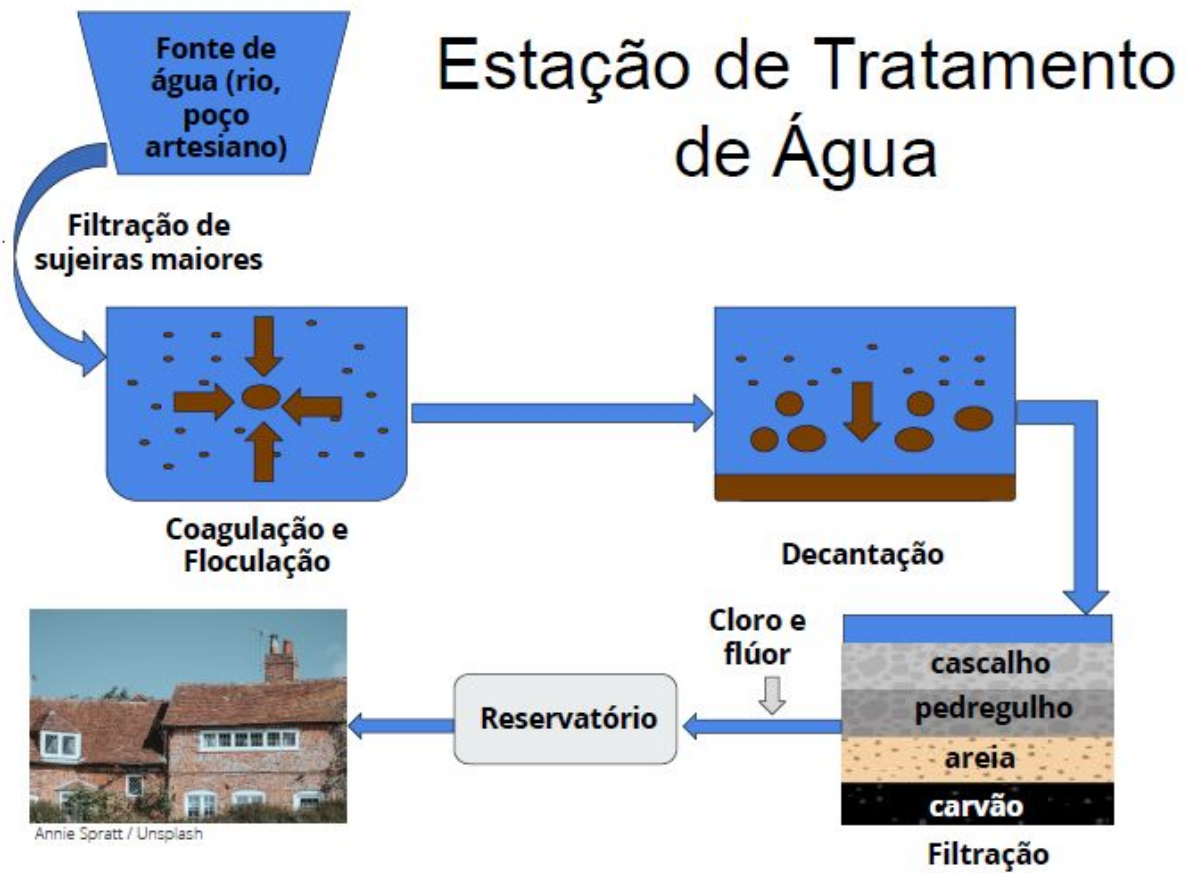 Estação de Tratamento
de Água
Fonte de
água (rio,
poço
artesiano)
Filtração de
sujeiras maiores
Coagulação e
Floculação
Decantação
cascalho
pedregulho
areia
carvão
Filtração
Cloro e
flúor
Reservatório
Annie Spratt / Unsplash